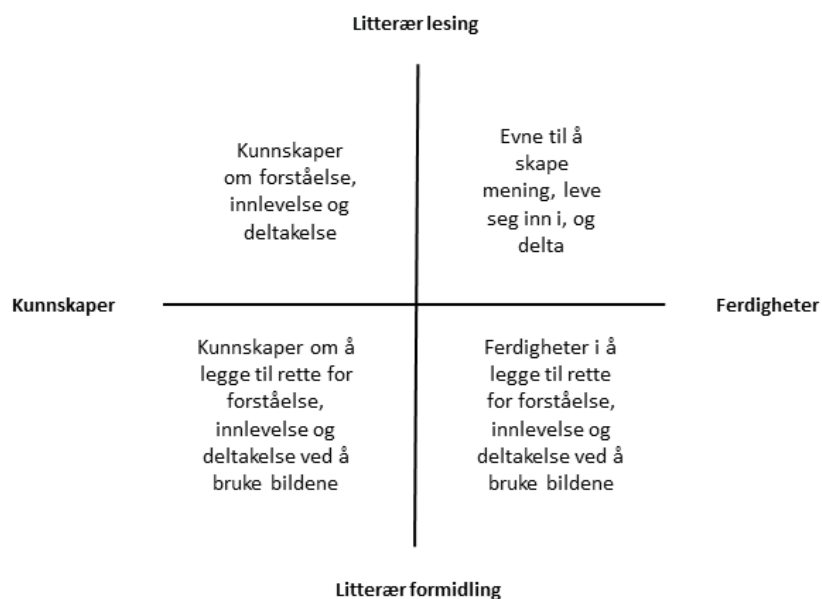 Litterær lesing
Kunnskaper
om forståelse,
innlevelse og
deltakelse
Evne til å
skape
mening, leve
seg inn i, og
delta
Kunnskaper
Ferdigheter
Kunnskaper om å
legge til rette for
forståelse,
innlevelse og
deltakelse ved å
bruke bildene
Ferdigheter i å
legge til rette
for forståelse,
innlevelse og
deltakelse ved å
bruke bildene
Litterær formidling